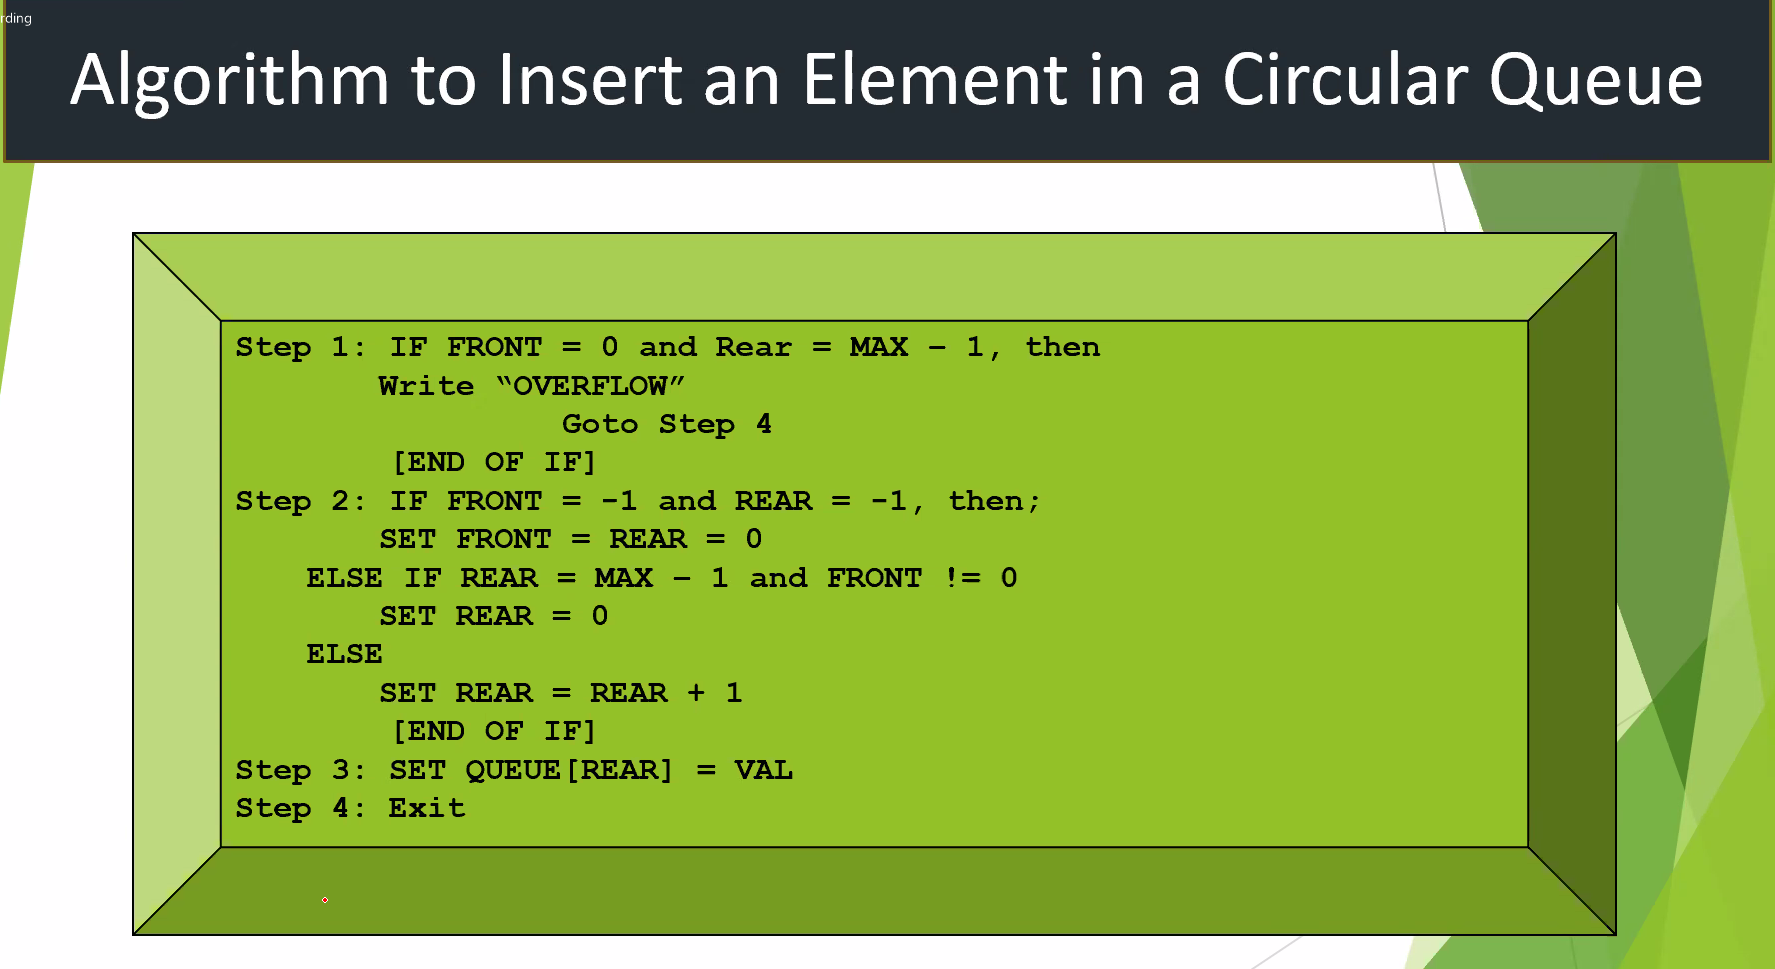 rding
Algorithm to Insert an Element in a Circular Queue
Step 1: IF FRONT = 0 and Rear = MAX – 1, then
Write “OVERFLOW”
Goto Step 4
[END OF IF]
Step 2: IF FRONT = -1 and REAR = -1, then;
SET FRONT = REAR = 0
ELSE IF REAR = MAX – 1 and FRONT != 0
SET REAR = 0
ELSE
SET REAR = REAR + 1
[END OF IF]
Step 3: SET QUEUE[REAR] = VAL
Step 4: Exit